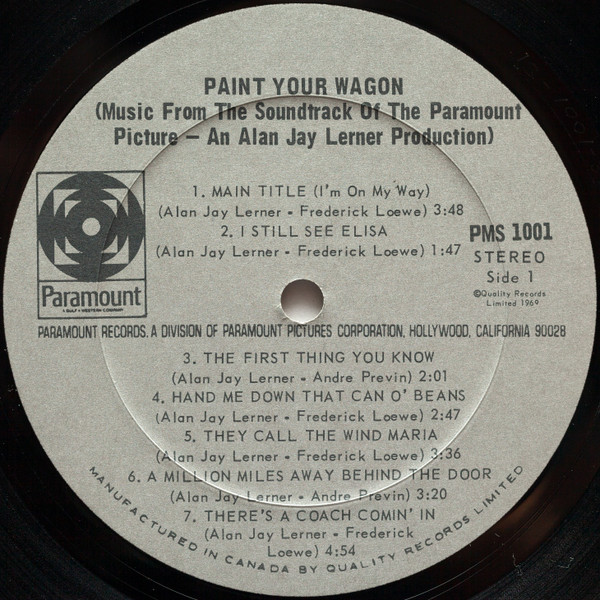 PAINT YOUR WAGON
(Music From The Soundtrack Of The Paramount
Picture – An Alan Jay Lerner Production)
1. MAIN TITLE (I'm On My Way)
(Alan Jay Lerner - Frederick Loewe) 3:48
2. I STILL SEE ELISA
(Alan Jay Lerner - Frederick Loewe) 1:47
PMS 1001
STEREO
Side 1
©Quality Records
Limited 1969
Paramount
A GULF + WESTERN COMPANY
PARAMOUNT RECORDS. A DIVISION OF PARAMOUNT PICTURES CORPORATION, HOLLYWOOD, CALIFORNIA 90028
3. THE FIRST THING YOU KNOW
(Alan Jay Lerner - Andre Previn) 2:01
4. HAND ME DOWN THAT CAN O' BEANS
(Alan Jay Lerner - Frederick Loewe) 2:47
5. THEY CALL THE WIND MARIA
(Alan Jay Lerner - Frederick Loewe) 3:36
6. A MILLION MILES AWAY BEHIND THE DOOR
(Alan Jay Lerner - Andre Previn) 3:20
7. THERE'S A COACH COMIN' IN
(Alan Jay Lerner - Frederick
Loewe) 4:54
MANUFACTURED IN CANADA BY QUALITY RECORDS LIMITED